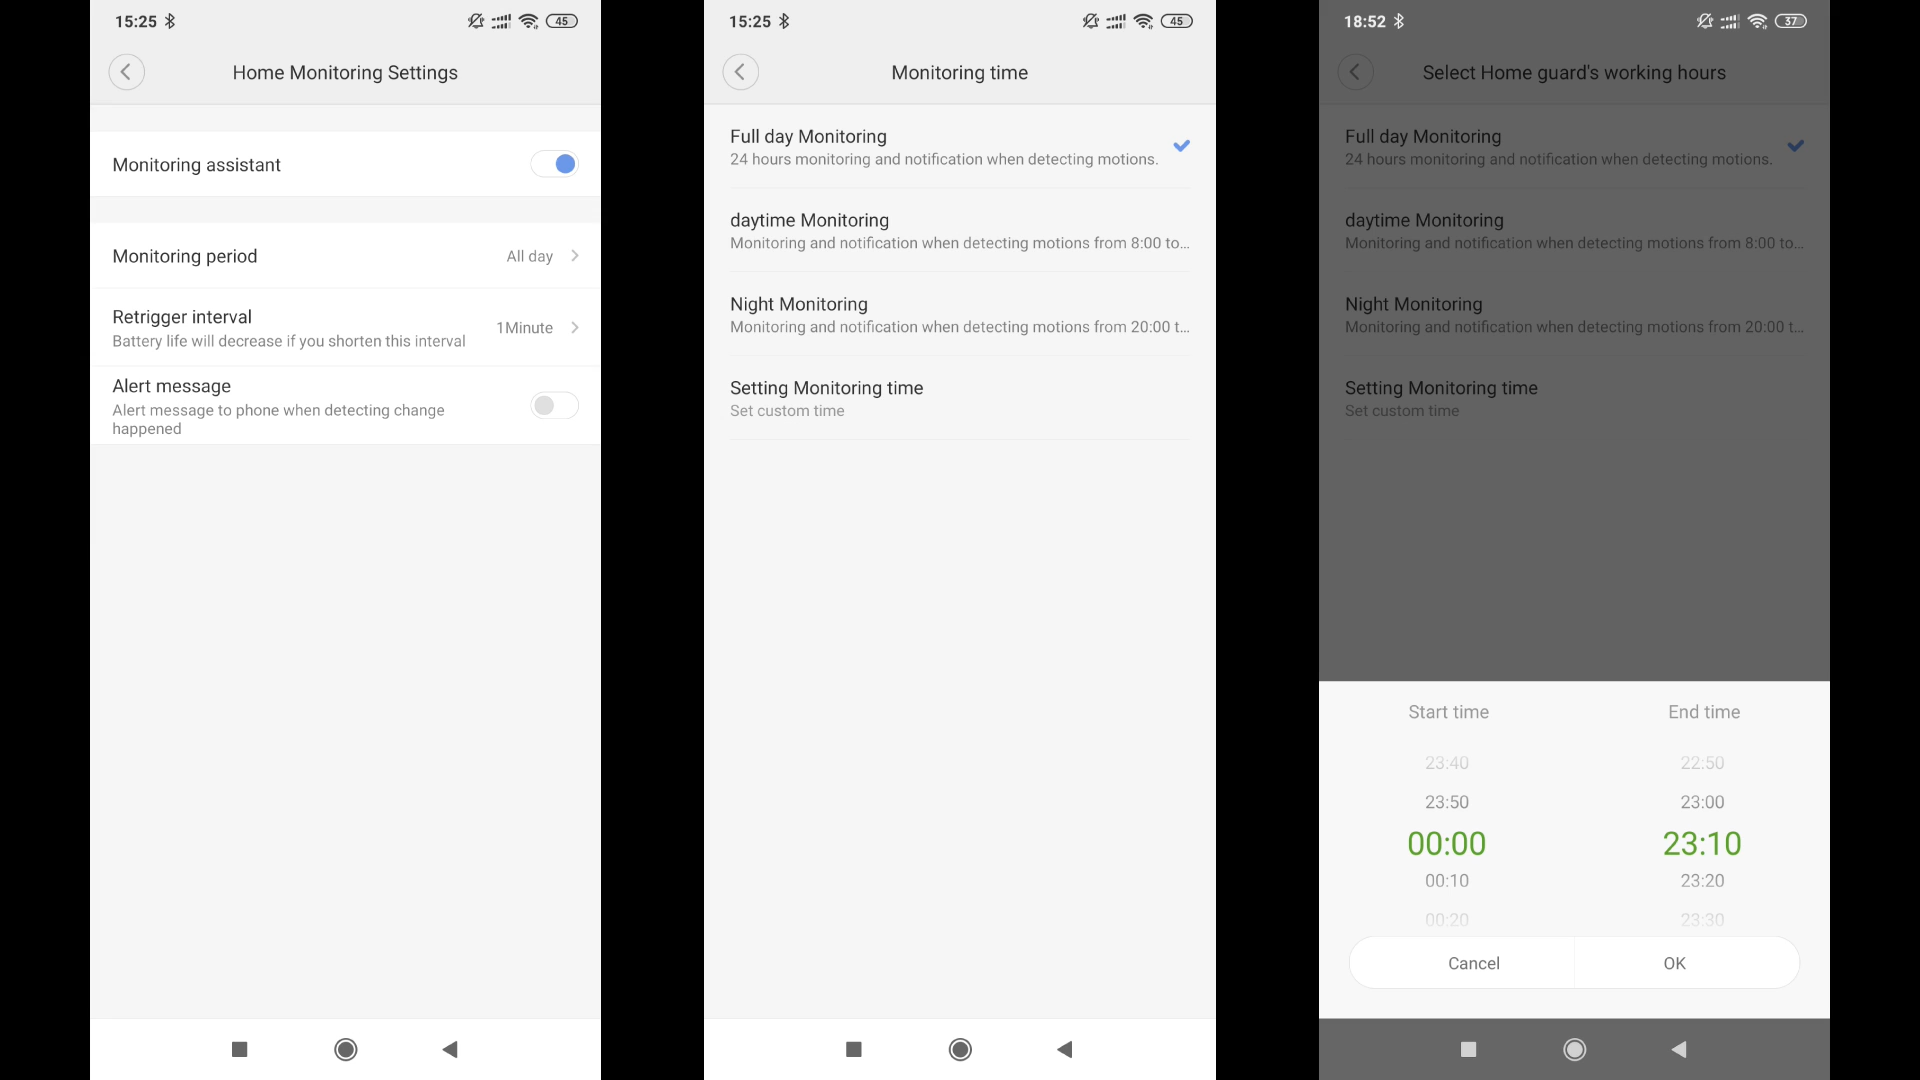 15:25
45
Home Monitoring Settings
Monitoring assistant
Monitoring period
All day
Retrigger interval
Battery life will decrease if you shorten this interval
1Minute
Alert message
Alert message to phone when detecting change
happened
15:25
45
Monitoring time
Full day Monitoring
24 hours monitoring and notification when detecting motions.
daytime Monitoring
Monitoring and notification when detecting motions from 8:00 to...
Night Monitoring
Monitoring and notification when detecting motions from 20:00 t...
Setting Monitoring time
Set custom time
18:52
37
Select Home guard's working hours
Full day Monitoring
24 hours monitoring and notification when detecting motions.
daytime Monitoring
Monitoring and notification when detecting motions from 8:00 to...
Night Monitoring
Monitoring and notification when detecting motions from 20:00 t...
Setting Monitoring time
Set custom time
Start time End time
23:40 22:50
23:50 23:00
00:00 23:10
00:10 23:20
00:20 23:30
Cancel OK